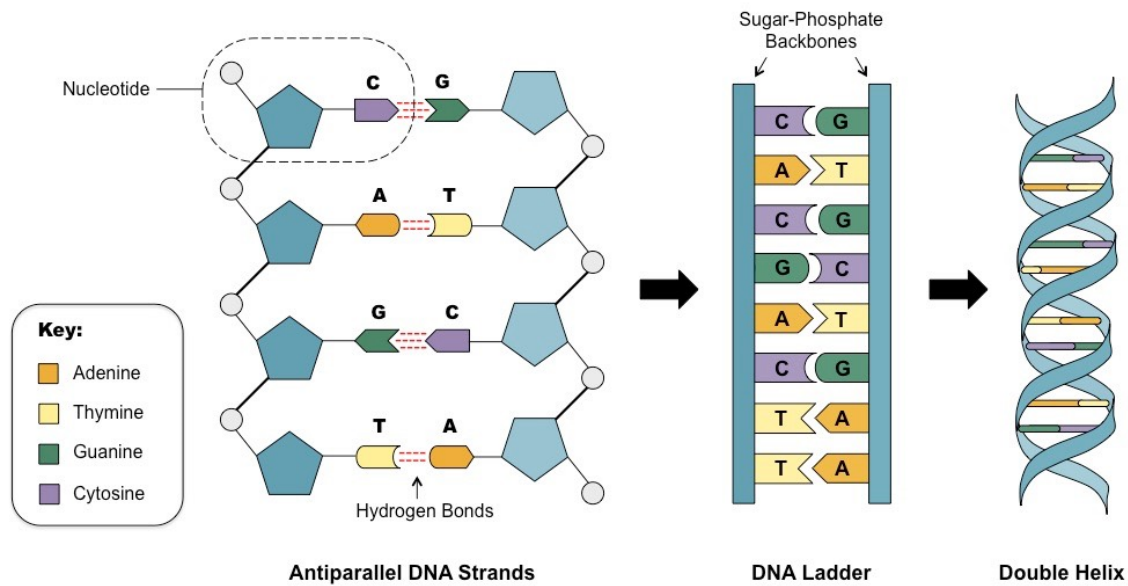 Nucleotide
C G
A T
G C
T A
Hydrogen Bonds
Key:
Adenine
Thymine
Guanine
Cytosine
Antiparallel DNA Strands
Sugar-Phosphate
Backbones
C G
A T
C G
G C
A T
C G
T A
T A
DNA Ladder
Double Helix